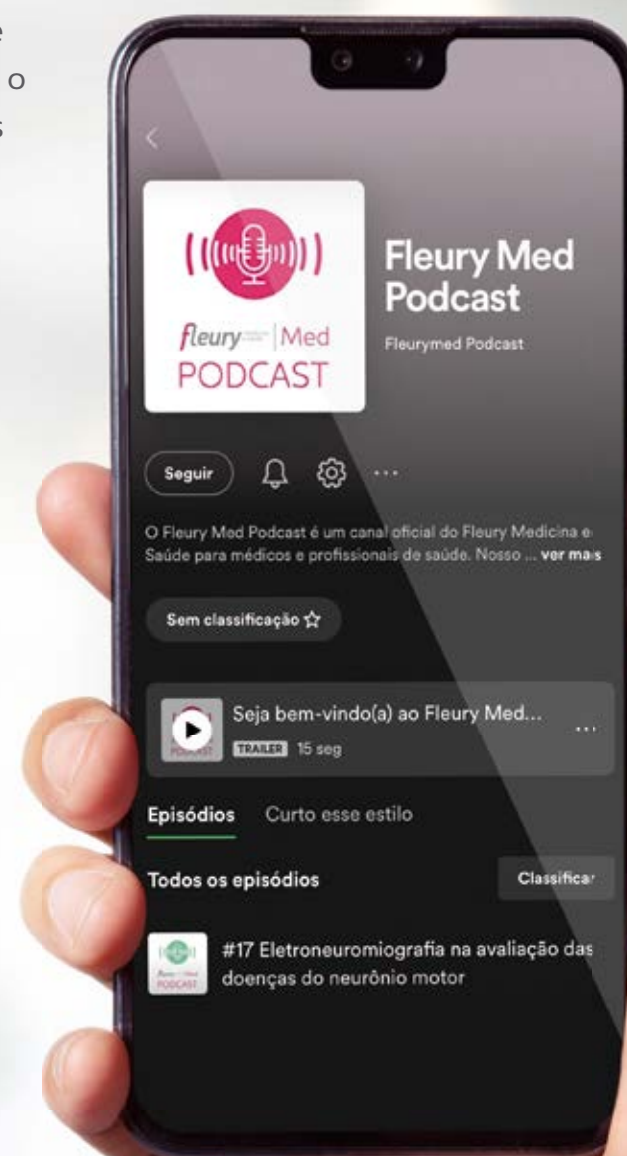 e
o
s
Fleury Med
Podcast
Fleurymed Podcast
fleury Med
PODCAST
Seguir
O Fleury Med Podcast é um canal oficial do Fleury Medicina e
Saúde para médicos e profissionais de saúde. Nosso ... ver mais
Sem classificação
Seja bem-vindo(a) ao Fleury Med...
TRAILER 15 seg
Episódios Curto esse estilo
Todos os episódios Classificar
#17 Eletroneuromiografia na avaliação das
doenças do neurônio motor
PODCAST